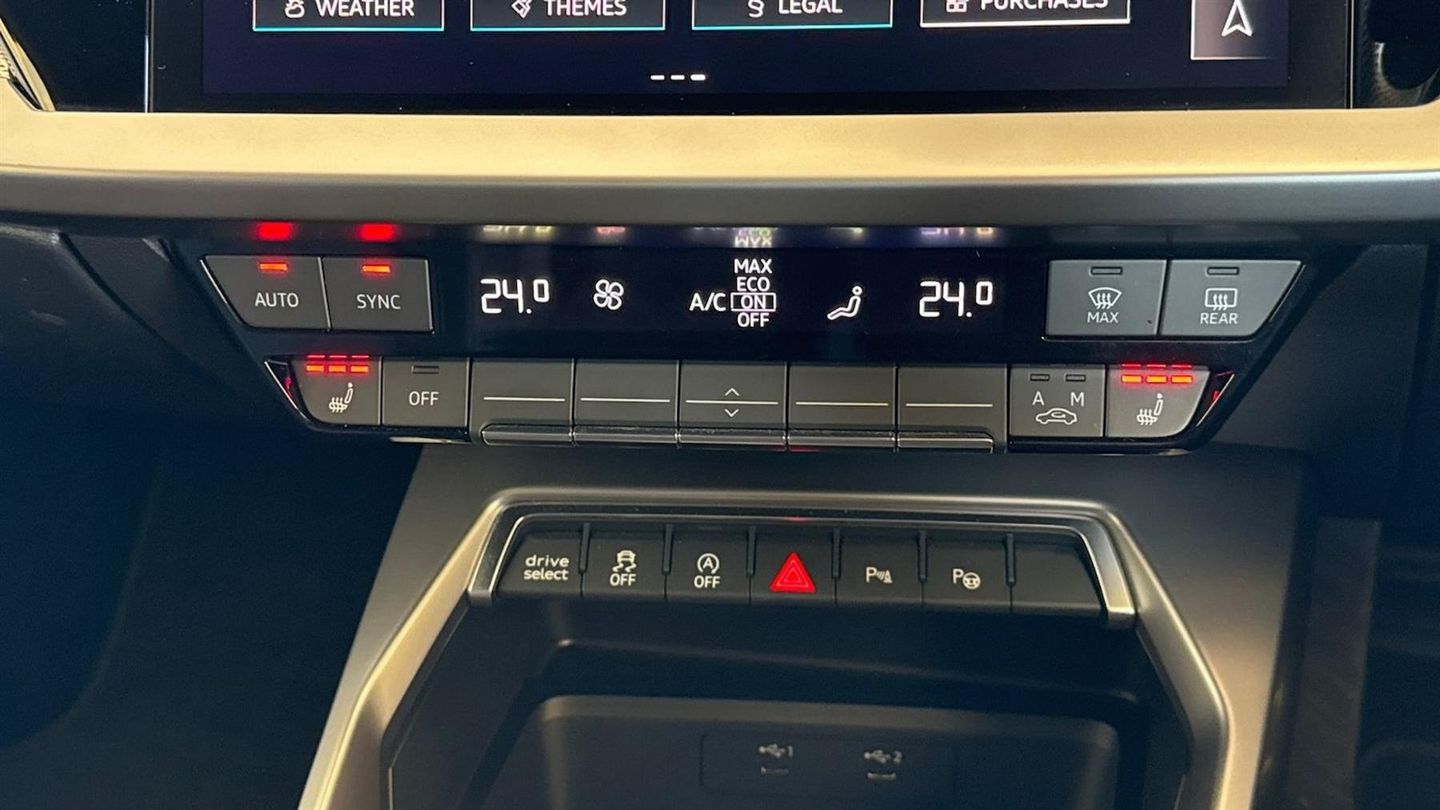 WEATHER
THEMES
§ LEGAL
PURCHASES
AUTO
SYNC
24.0
A/C
MAX
ECO
ON
OFF
24.0
MAX
REAR
OFF
A M
drive
select
OFF
A
OFF
P
P
1
2